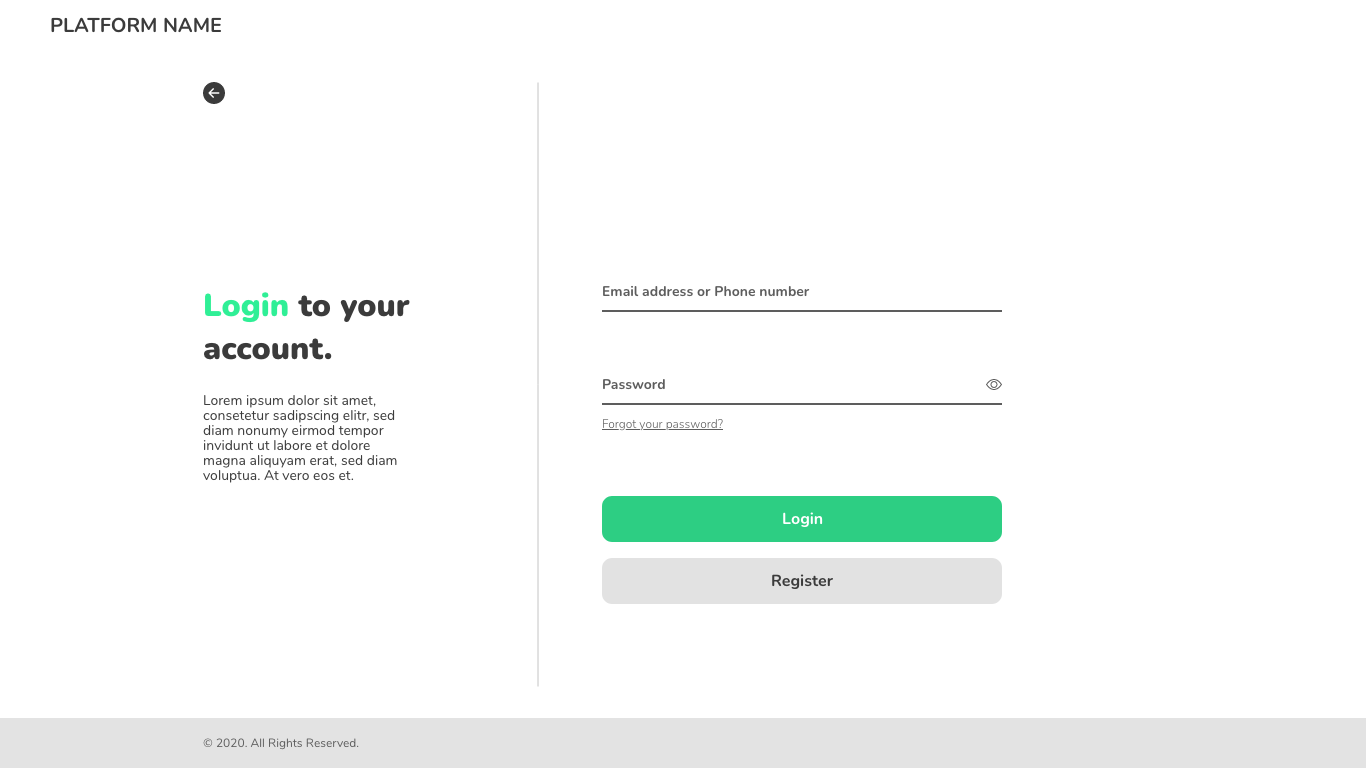 PLATFORM NAME
Login to your
account.
Lorem ipsum dolor sit amet,
consetetur sadipscing elitr, sed
diam nonumy eirmod tempor
invidunt ut labore et dolore
magna aliquyam erat, sed diam
voluptua. At vero eos et.
Email address or Phone number
Password
Forgot your password?
Login
Register
© 2020. All Rights Reserved.